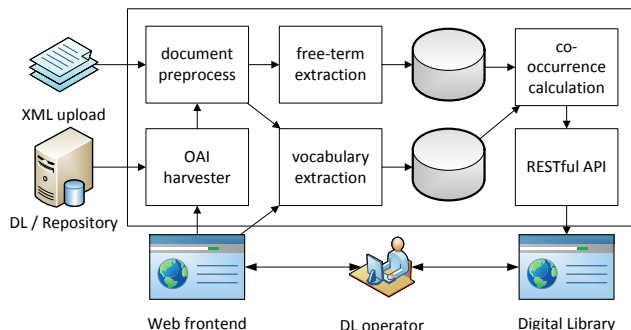 document
preprocess
free-term
extraction
co-
occurrence
calculation
XML upload
OAI
harvester
vocabulary
extraction
RESTful API
DL / Repository
Web frontend
DL operator
Digital Library